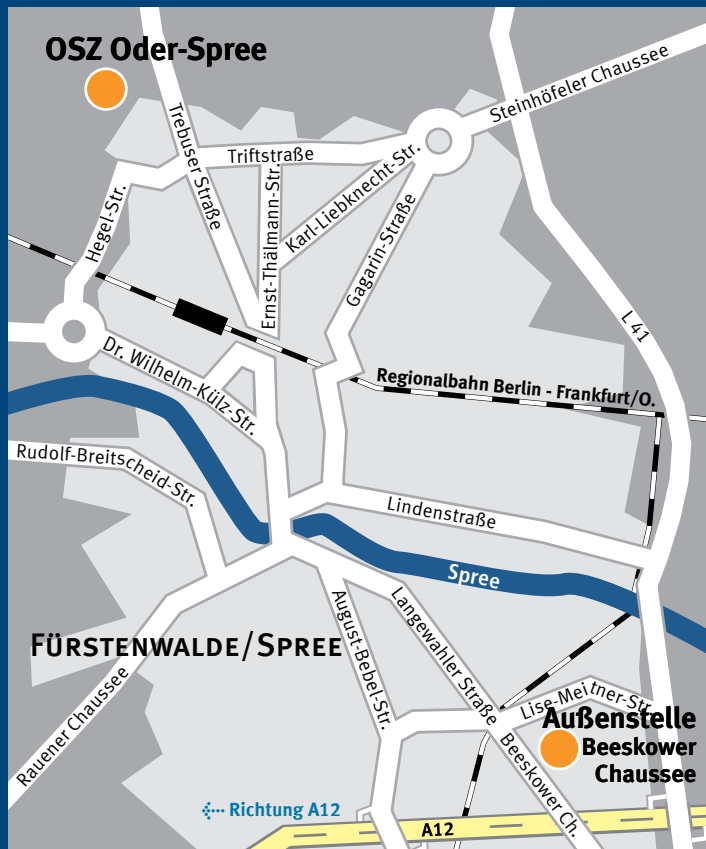 OSZ Oder-Spree
Steinhöfeler Chaussee
Trebuser Straße
Triftstraße
Karl-Liebknecht-Str.
Ernst-Thälmann-Str.
Hegel-Str.
Gagarin-Straße
L 41
Dr. Wilhelm-Külz-Str.
Regionalbahn Berlin - Frankfurt/O.
Rudolf-Breitscheid-Str.
Lindenstraße
Spree
FÜRSTENWALDE/SPREE
August-Bebel-Str.
Langewahler Straße
Rauener Chaussee
Lise-Meitner-Str.
Außenstelle
Beeskower
Chaussee
Beeskower Ch.
Richtung A12
A12